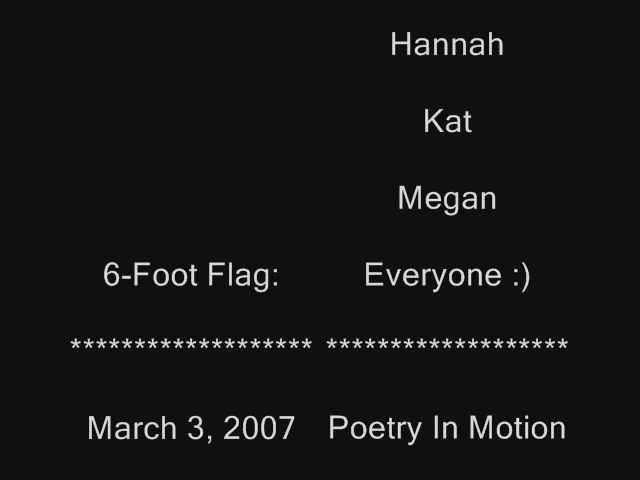 Hannah
Kat
Megan
6-Foot Flag: Everyone :)
******************* *******************
March 3, 2007 Poetry In Motion